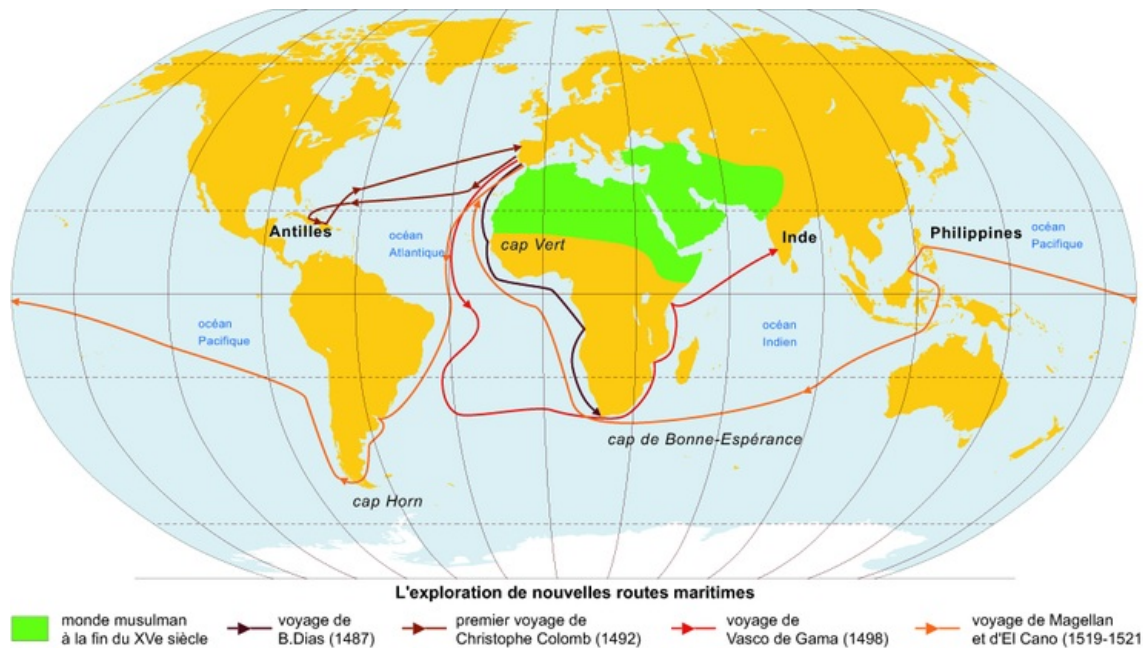 Antilles
océan
Atlantique
cap Vert
Inde
Philippines
océan
Pacifique
océan
Pacifique
océan
Indien
cap de Bonne-Espérance
cap Horn
L'exploration de nouvelles routes maritimes
monde musulman
à la fin du XVe siècle
voyage de
B.Dias (1487)
premier voyage de
Christophe Colomb (1492)
voyage de
Vasco de Gama (1498)
voyage de Magellan
et d'El Cano (1519-1521